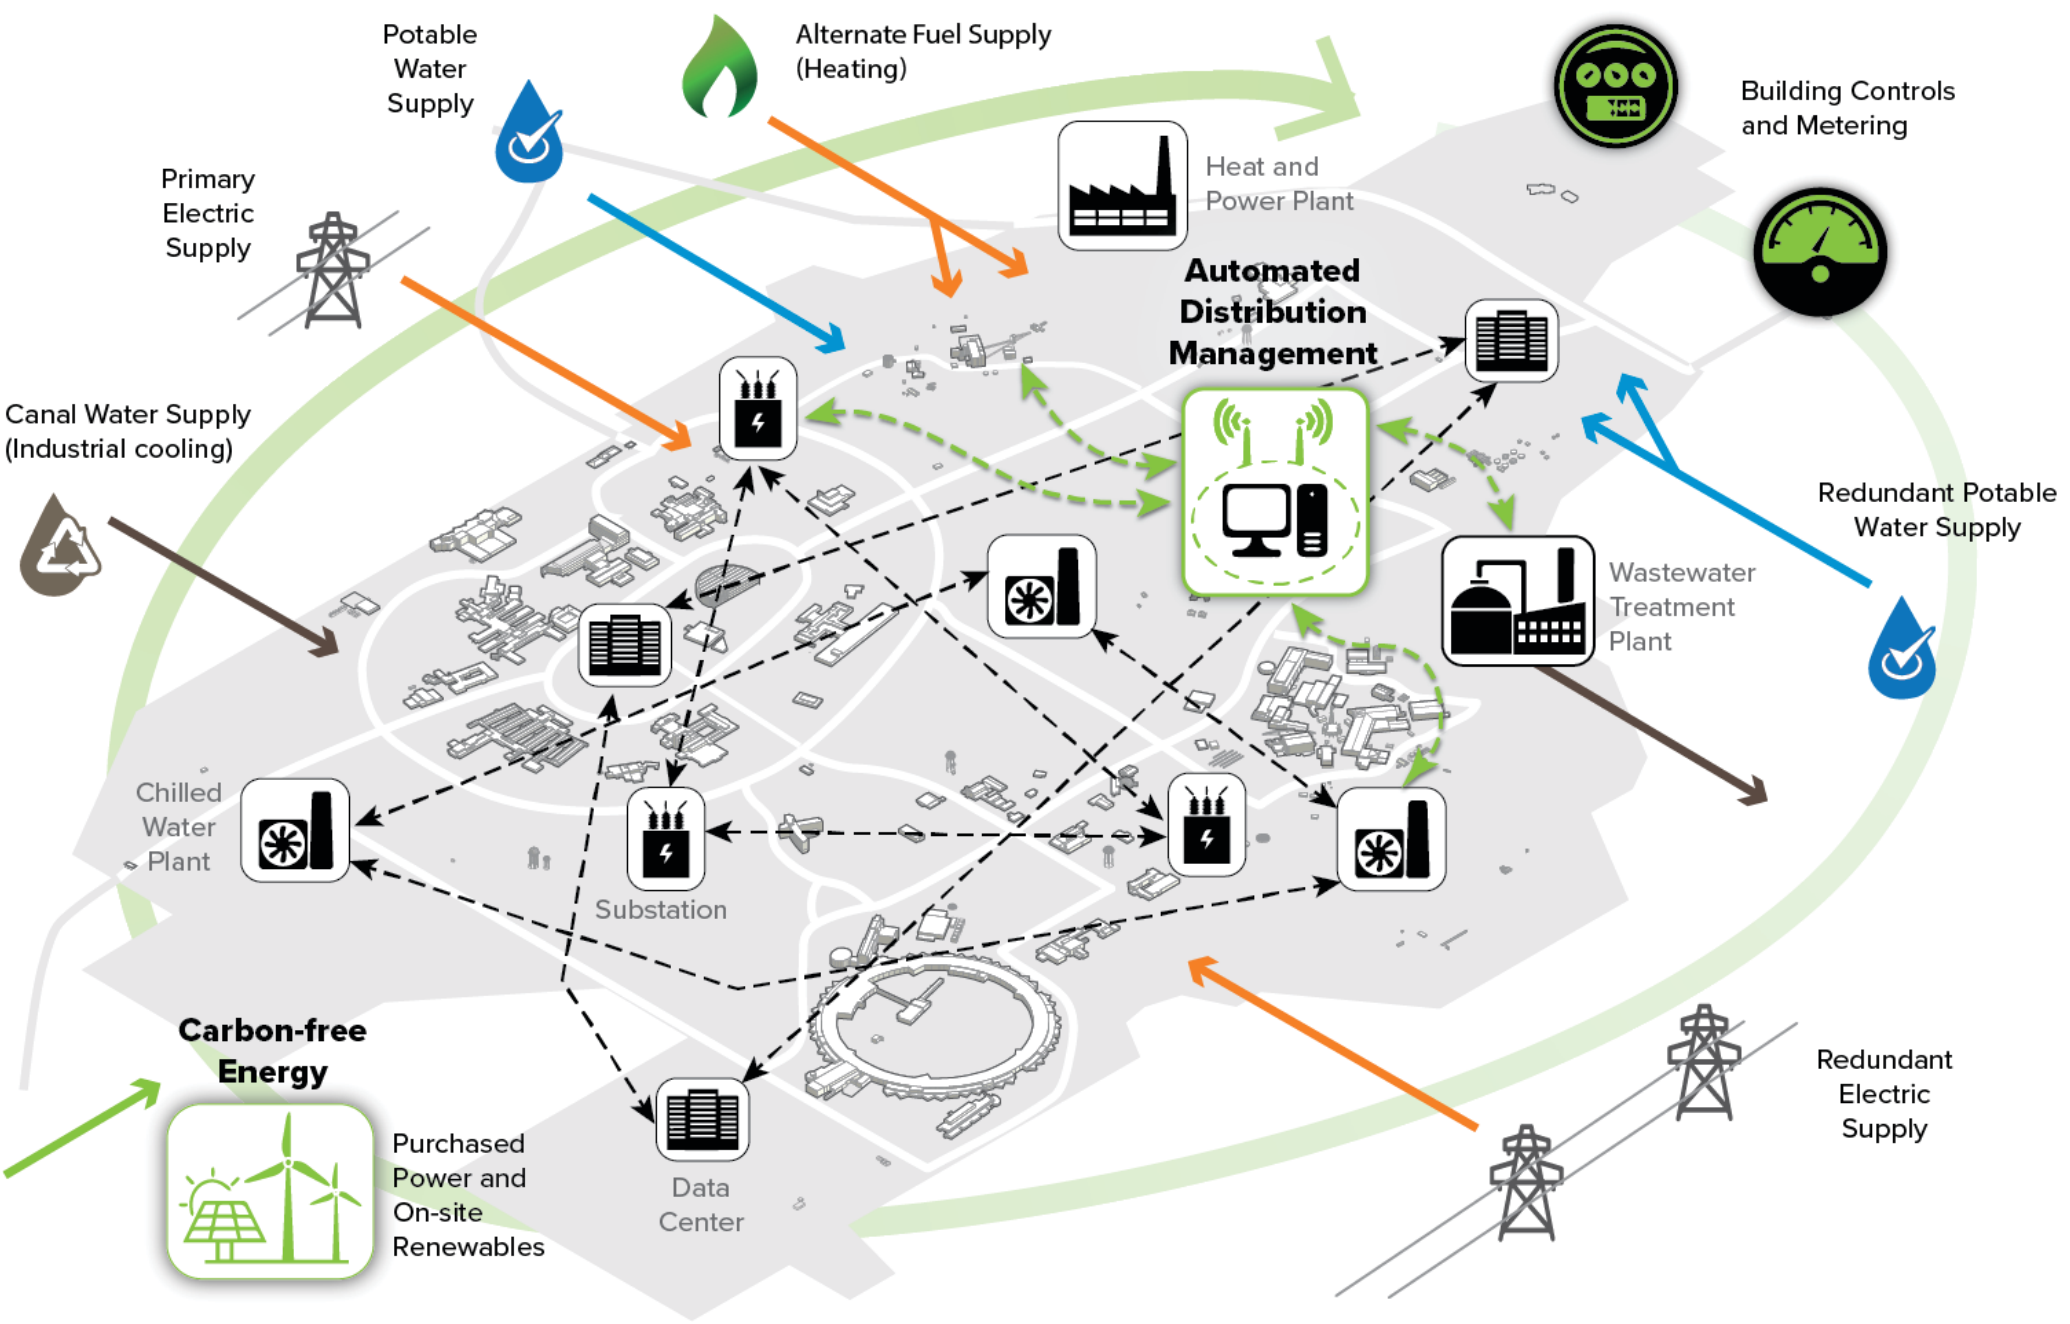 Potable
Water
Supply
Alternate Fuel Supply
(Heating)
Building Controls
and Metering
Primary
Electric
Supply
Heat and
Power Plant
Automated
Distribution
Management
Canal Water Supply
(Industrial cooling)
Redundant Potable
Water Supply
Wastewater
Treatment
Plant
Chilled
Water
Plant
Substation
Carbon-free
Energy
Purchased
Power and
On-site
Renewables
Data
Center
Redundant
Electric
Supply